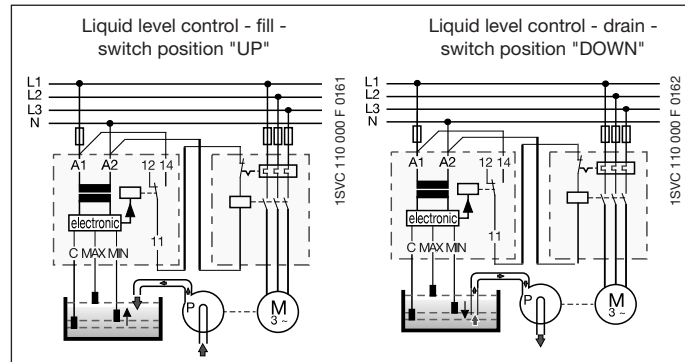 Liquid level control - fill -
switch position "UP"
L1
L2
L3
N
A1 A2 12 14
electronic
C MAX MIN 11
P
M
3 ~
1SVC 110 000 F 0161
Liquid level control - drain -
switch position "DOWN"
L1
L2
L3
N
A1 A2 12 14
electronic
C MAX MIN 11
P
M
3 ~
1SVC 110 000 F 0162